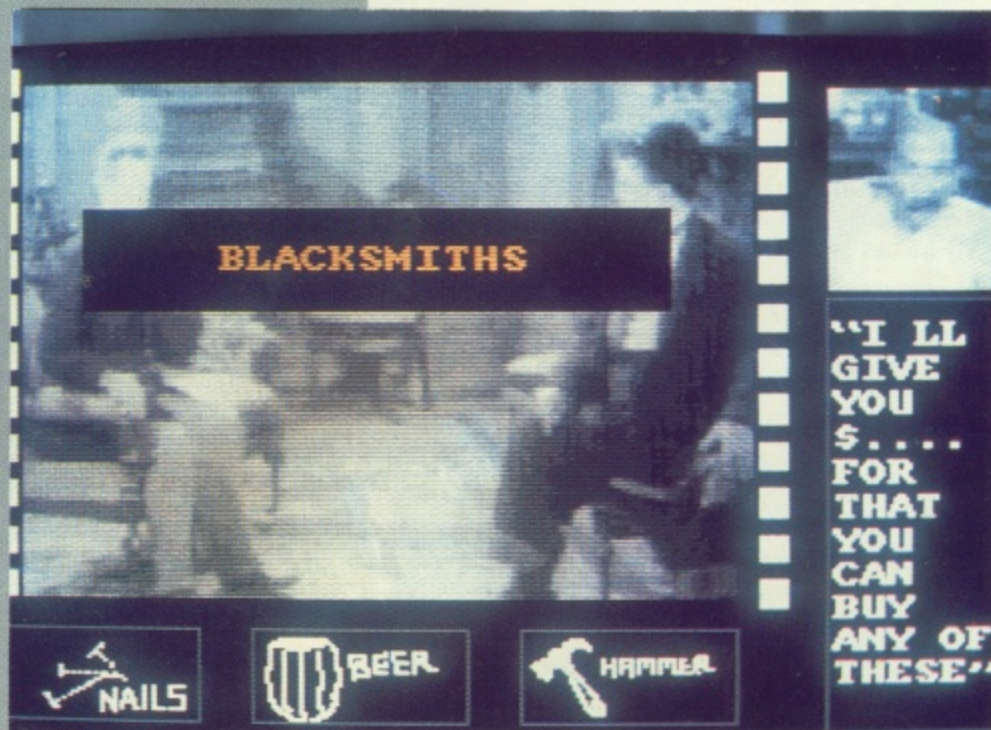 BLACKSMITHS
“I LL
GIVE
YOU
$....
FOR
THAT
YOU
CAN
BUY
ANY OF
THESE”
NAILS
BEER
HAMMER